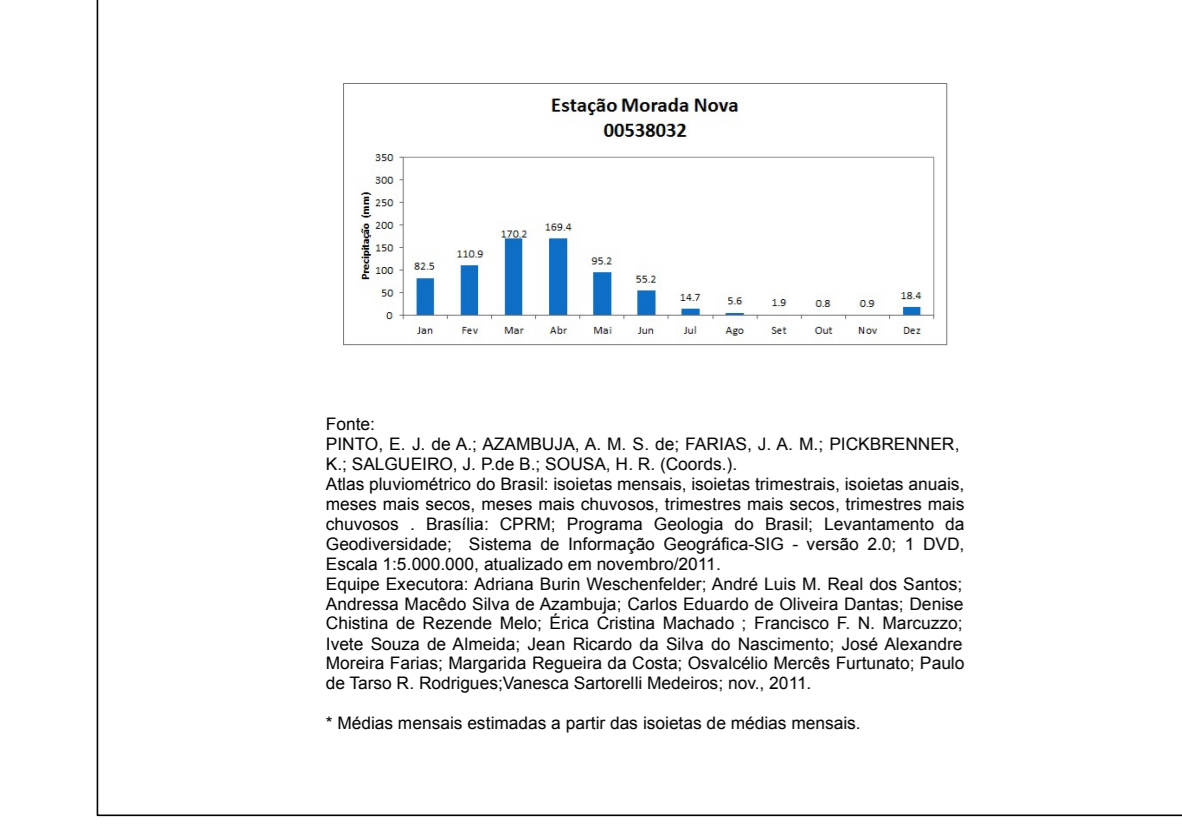 Estação Morada Nova
00538032
Precipitação (mm)
350
300
250
200
150
100
50
0
82.5
110.9
170.2
169.4
95.2
55.2
14.7
5.6
1.9
0.8
0.9
18.4
Jan Fev Mar Abr Mai Jun Jul Ago Set Out Nov Dez
Fonte:
PINTO, E. J. de A.; AZAMBUJA, A. M. S. de; FARIAS, J. A. M.; PICKBRENNER,
K.; SALGUEIRO, J. P.de B.; SOUSA, H. R. (Coords.).
Atlas pluviométrico do Brasil: isoietas mensais, isoietas trimestrais, isoietas anuais,
meses mais secos, meses mais chuvosos, trimestres mais secos, trimestres mais
chuvosos . Brasília: CPRM; Programa Geologia do Brasil; Levantamento da
Geodiversidade; Sistema de Informação Geográfica-SIG - versão 2.0; 1 DVD,
Escala 1:5.000.000, atualizado em novembro/2011.
Equipe Executora: Adriana Burin Weschenfelder; André Luis M. Real dos Santos;
Andressa Macêdo Silva de Azambuja; Carlos Eduardo de Oliveira Dantas; Denise
Chistina de Rezende Melo; Érica Cristina Machado ; Francisco F. N. Marcuzzo;
Ivete Souza de Almeida; Jean Ricardo da Silva do Nascimento; José Alexandre
Moreira Farias; Margarida Regueira da Costa; Osvalcélio Mercês Furtunato; Paulo
de Tarso R. Rodrigues;Vanesca Sartorelli Medeiros; nov., 2011.
* Médias mensais estimadas a partir das isoietas de médias mensais.